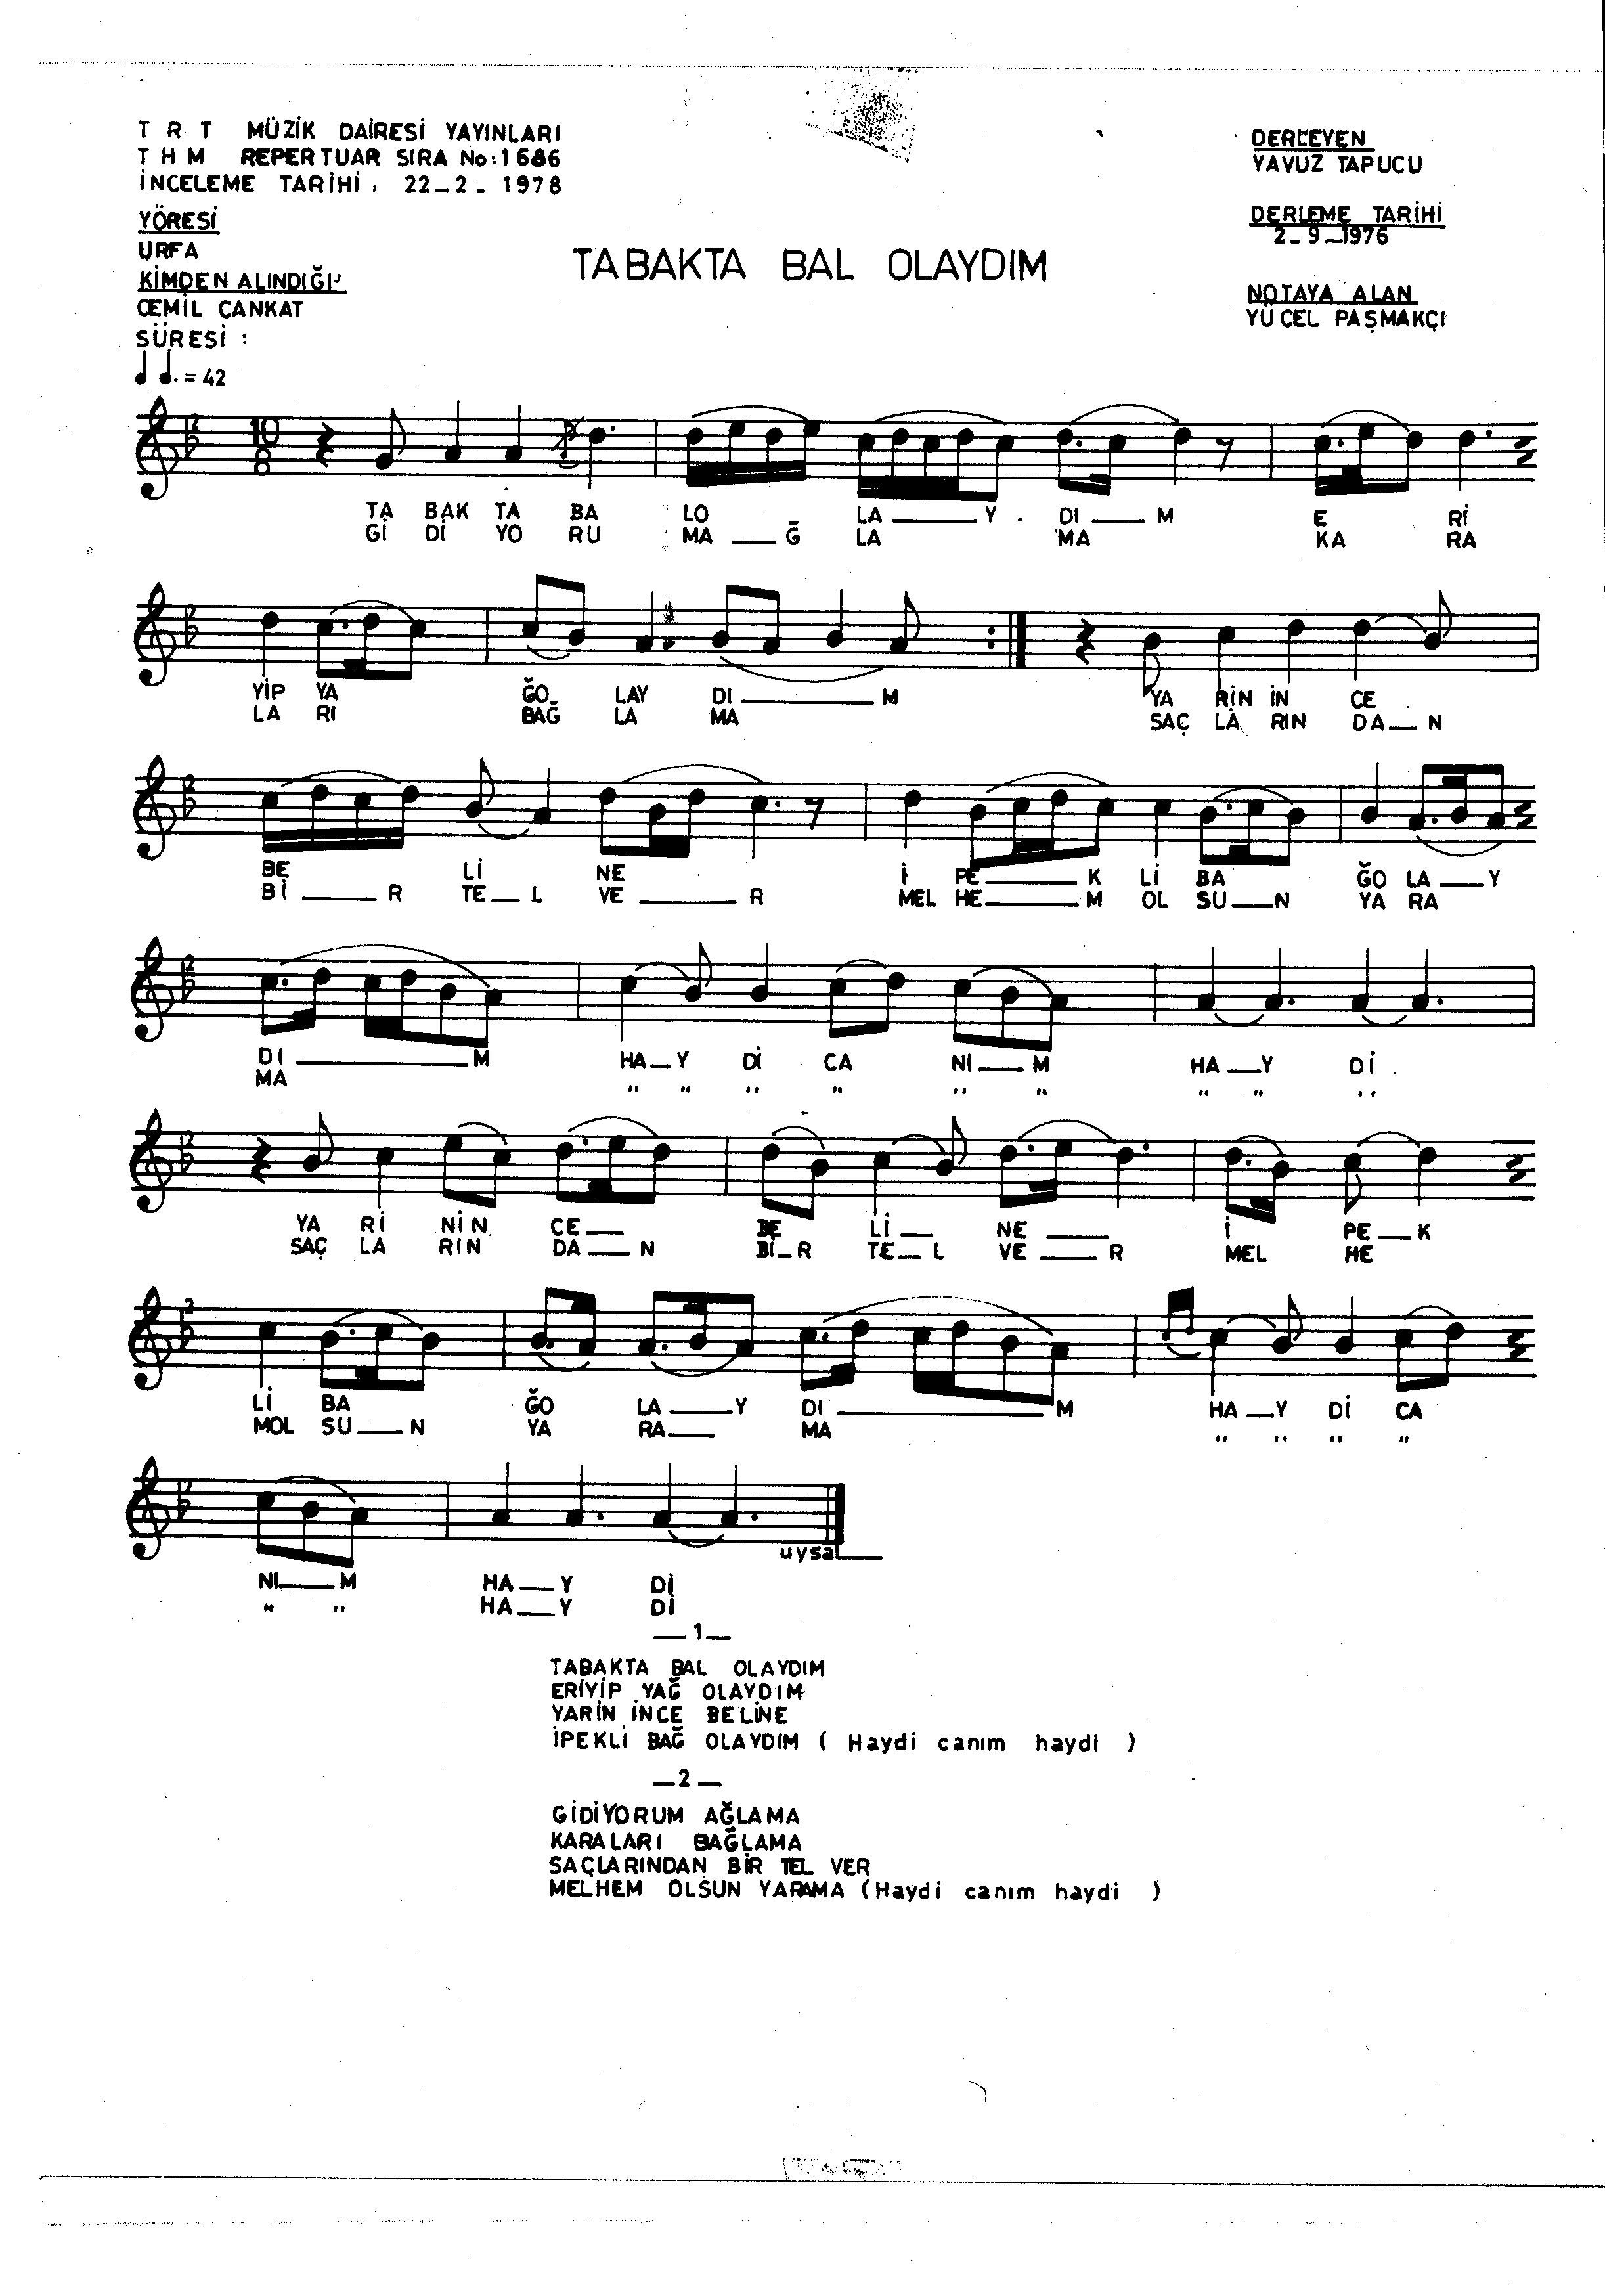 T R T MÜZİK DAİRESİ YAYINLARI
T H M REPERTUAR SIRA No:1686
İNCELEME TARİHİ : 22-2-1978
YÖRESİ
URFA
KİMDEN ALINDIĞI
CEMİL CANKAT
SÜRESİ :
= 42
TABAKTA BAL OLAYDIM
DERLEYEN
YAVUZ TAPUCU
DERLEME TARİHİ
2-9-1976
NOTAYA ALAN
YÜCEL PAŞMAKÇI
10
8
TA BAK TA BA LO LA Y DI M E Rİ
Gİ Dİ YO RU MA Ğ LA MA KA RA
YİP YA ĞO LAY DI M YA RİN İN CE
LA RI BAĞ LA MA SAÇ LA RIN DA N
BE Lİ NE İ PE K Lİ BA ĞO LA Y
Bİ R TE L VE R MEL HE M OL SU N YA RA
DI M HA Y Dİ CA NI M HA Y Dİ
MA " " " " " " " " "
YA Rİ NİN CE BE Lİ NE İ PE K
SAÇ LA RIN DA N Bİ R TE L VE R MEL HE
Lİ BA ĞO LA Y DI M HA Y Dİ CA
MOL SU N YA RA MA " " " "
uysal
NI M HA Y Dİ
" " HA Y Dİ
—1—
TABAKTA BAL OLAYDIM
ERİYİP YAĞ OLAYDIM
YARİN İNCE BELİNE
İPEKLİ BAĞ OLAYDIM ( Haydi canım haydi )
—2—
GİDİYORUM AĞLAMA
KARALARI BAĞLAMA
SAÇLARINDAN BİR TEL VER
MELHEM OLSUN YARAMA (Haydi canım haydi )